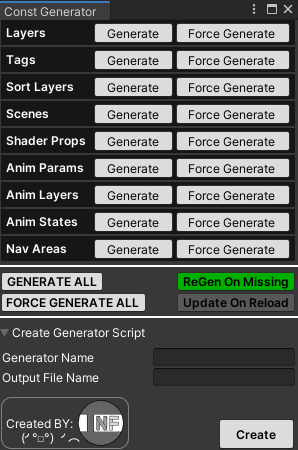 Const Generator
Layers Generate Force Generate
Tags Generate Force Generate
Sort Layers Generate Force Generate
Scenes Generate Force Generate
Shader Props Generate Force Generate
Anim Params Generate Force Generate
Anim Layers Generate Force Generate
Anim States Generate Force Generate
Nav Areas Generate Force Generate
GENERATE ALL ReGen On Missing
FORCE GENERATE ALL Update On Reload
Create Generator Script
Generator Name
Output File Name
Created BY: INF
(╯°□°)╯︵
Create